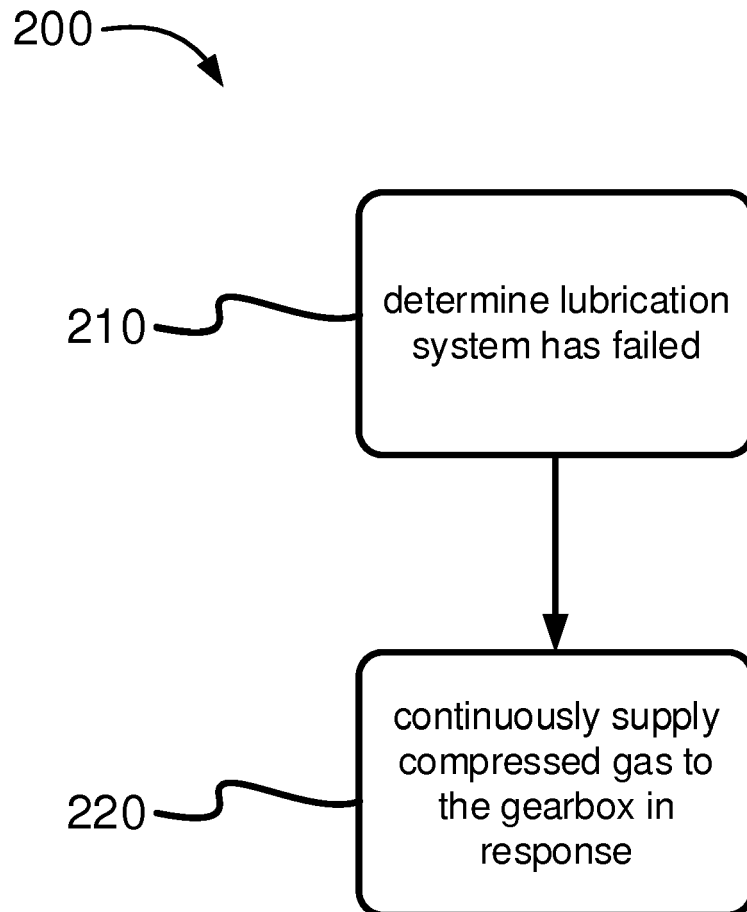 200
determine lubrication
system has failed
210
continuously supply
compressed gas to
the gearbox in
response
220